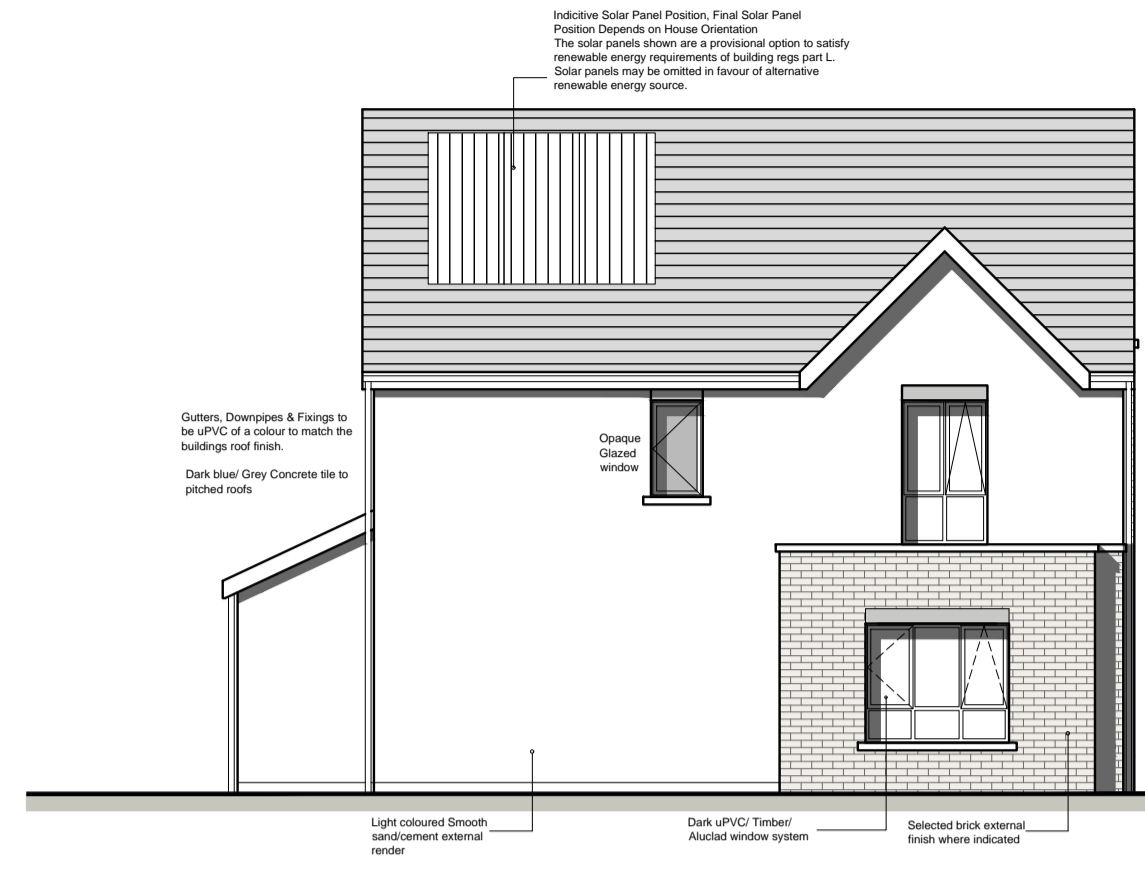 Indicitive Solar Panel Position, Final Solar Panel
Position Depends on House Orientation
The solar panels shown are a provisional option to satisfy
renewable energy requirements of building regs part L.
Solar panels may be omitted in favour of alternative
renewable energy source.
Gutters, Downpipes & Fixings to
be uPVC of a colour to match the
buildings roof finish.
Dark blue/ Grey Concrete tile to
pitched roofs
Opaque
Glazed
window
Light coloured Smooth
sand/cement external
render
Dark uPVC/ Timber/
Aluclad window system
Selected brick external
finish where indicated